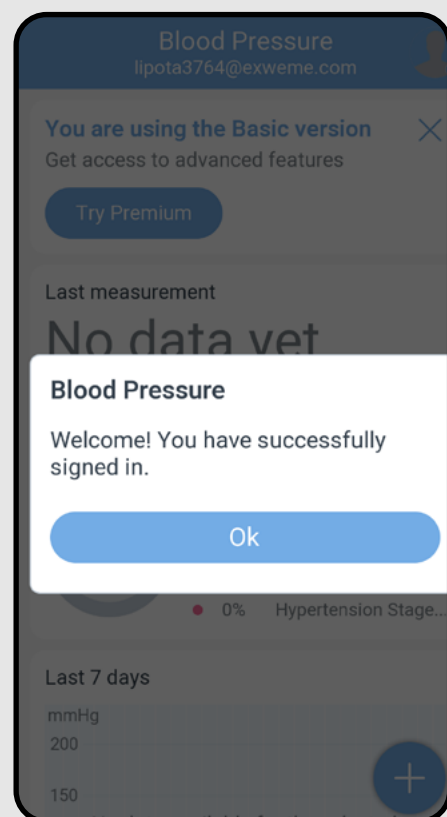 Blood Pressure
lipota3764@exweme.com
You are using the Basic version
Get access to advanced features
Try Premium
Last measurement
No data yet
Blood Pressure
Welcome! You have successfully
signed in.
Ok
0% Hypertension Stage...
Last 7 days
mmHg
200
150